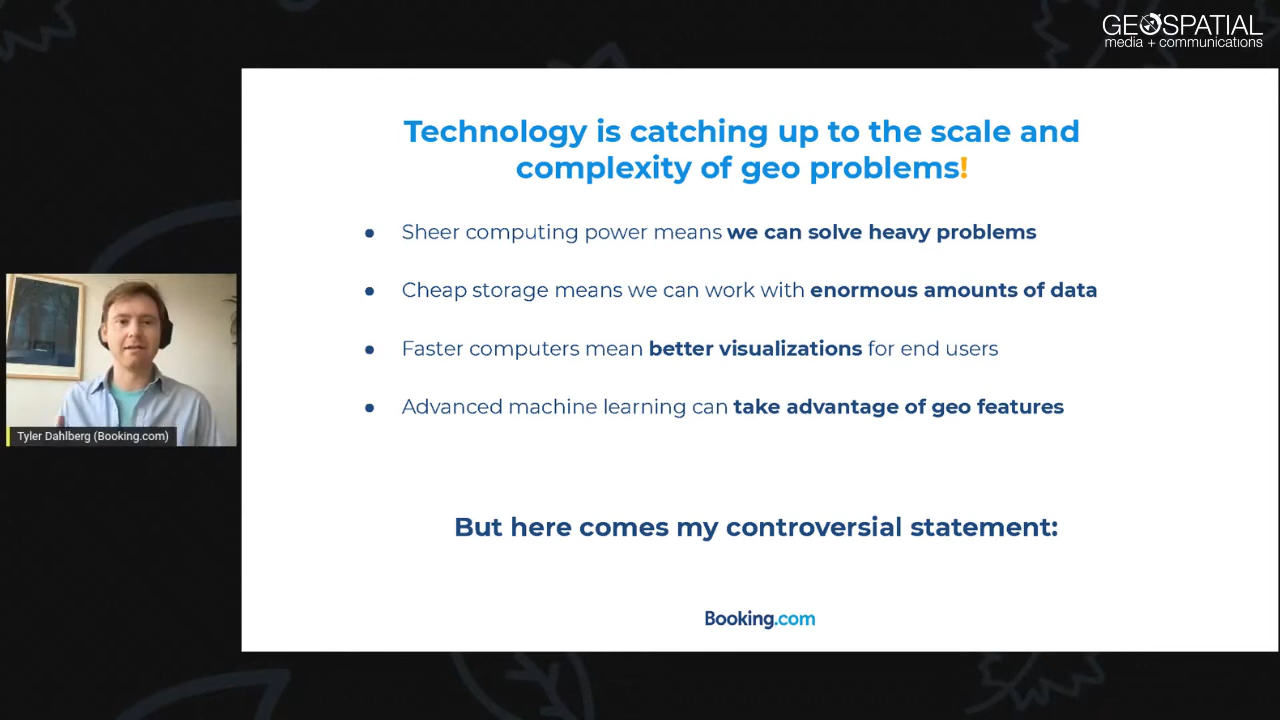 GEOSPATIAL
media + communications
Technology is catching up to the scale and
complexity of geo problems!
● Sheer computing power means we can solve heavy problems
● Cheap storage means we can work with enormous amounts of data
● Faster computers mean better visualizations for end users
● Advanced machine learning can take advantage of geo features
Tyler Dahlberg (Booking.com)
But here comes my controversial statement:
Booking.com